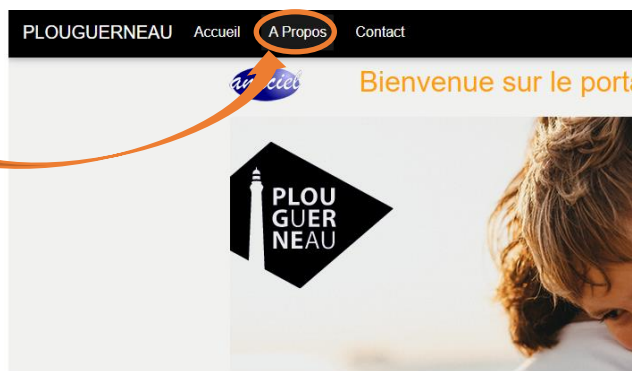 PLOUGUERNEAU Accueil A Propos Contact
Bienvenue sur le porta
PLOU
GUER
NEAU